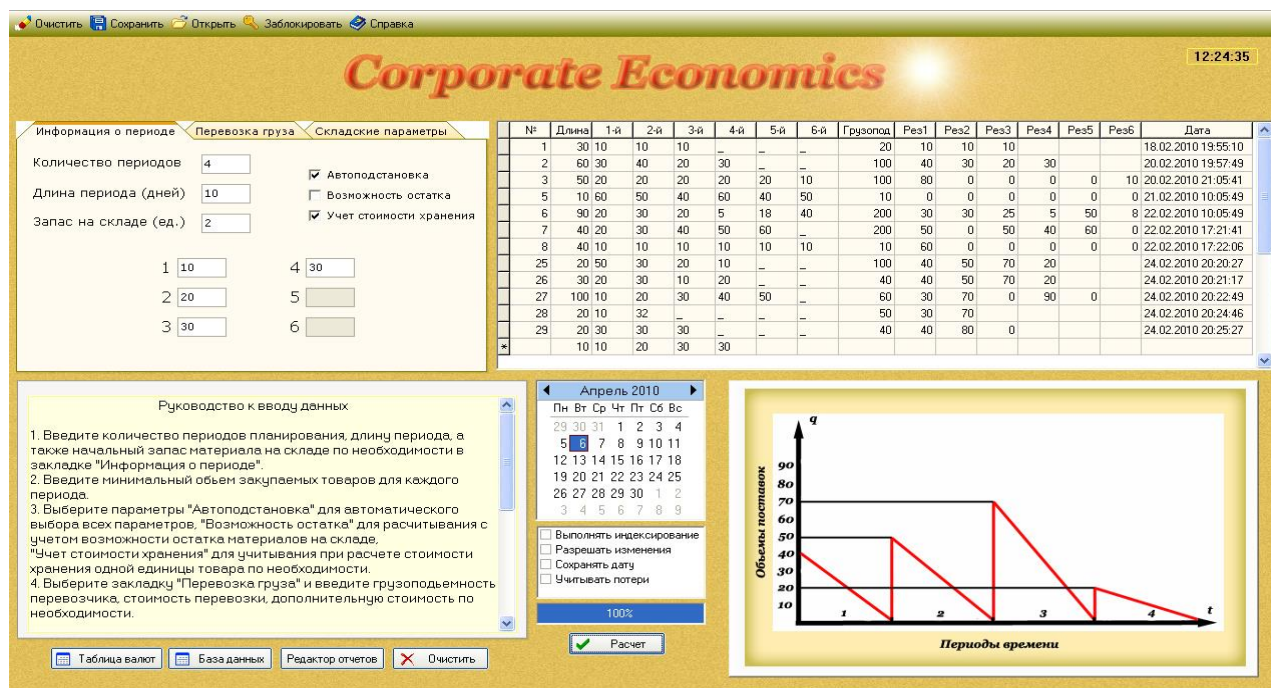 Очистить Сохранить Открыть Заблокировать Справка
Corporate Economics
12:24:35
Информация о периоде Перевозка груза Складские параметры
Количество периодов 4
Длина периода (дней) 10
Запас на складе (ед.) 2
Автоподстановка
Возможность остатка
Учет стоимости хранения
1 10 4 30
2 20 5
3 30 6
№ Длина 1-й 2-й 3-й 4-й 5-й 6-й Грузопод Рез1 Рез2 Рез3 Рез4 Рез5 Рез6 Дата
1 30 10 10 10 _ _ _ 20 10 10 10 18.02.2010 19:55:10
2 60 30 40 20 30 _ _ 100 40 30 20 30 20.02.2010 19:57:49
3 50 20 20 20 20 20 10 100 80 0 0 0 0 10 20.02.2010 21:05:41
5 10 60 50 40 60 40 50 10 0 0 0 0 0 0 21.02.2010 10:05:49
6 90 20 30 20 5 18 40 200 30 30 25 5 50 8 22.02.2010 10:05:49
7 40 20 30 40 50 60 _ 200 50 0 50 40 60 0 22.02.2010 17:21:41
8 40 10 10 10 10 10 10 10 60 0 0 0 0 0 22.02.2010 17:22:06
25 20 50 30 20 10 _ _ 100 40 50 70 20 24.02.2010 20:20:27
26 30 20 30 10 20 _ _ 40 40 50 70 20 24.02.2010 20:21:17
27 100 10 20 30 40 50 _ 60 30 70 0 90 0 24.02.2010 20:22:49
28 20 10 32 _ _ _ _ 50 30 70 24.02.2010 20:24:46
29 20 30 30 30 _ _ _ 40 40 80 0 24.02.2010 20:25:27
* 10 10 20 30 30
Руководство к вводу данных
1. Введите количество периодов планирования, длину периода, а
также начальный запас материала на складе по необходимости в
закладке "Информация о периоде".
2. Введите минимальный обьем закупаемых товаров для каждого
периода.
3. Выберите параметры "Автоподстановка" для автоматического
выбора всех параметров, "Возможность остатка" для расчитывания с
учетом возможности остатка материалов на складе,
"Учет стоимости хранения" для учитывания при расчете стоимости
хранения одной единицы товара по необходимости.
4. Выберите закладку "Перевозка груза" и введите грузоподьемность
перевозчика, стоимость перевозки, дополнительную стоимость по
необходимости.
Таблица валют База данных Редактор отчетов Очистить
Апрель 2010
Пн Вт Ср Чт Пт Сб Вс
29 30 31 1 2 3 4
5 6 7 8 9 10 11
12 13 14 15 16 17 18
19 20 21 22 23 24 25
26 27 28 29 30 1 2
3 4 5 6 7 8 9
Выполнять индексирование
Разрешать изменения
Сохранять дату
Учитывать потери
100%
Расчет
q
Обьемы поставок
90
80
70
60
50
40
30
20
10
1 2 3 4 t
Периоды времени